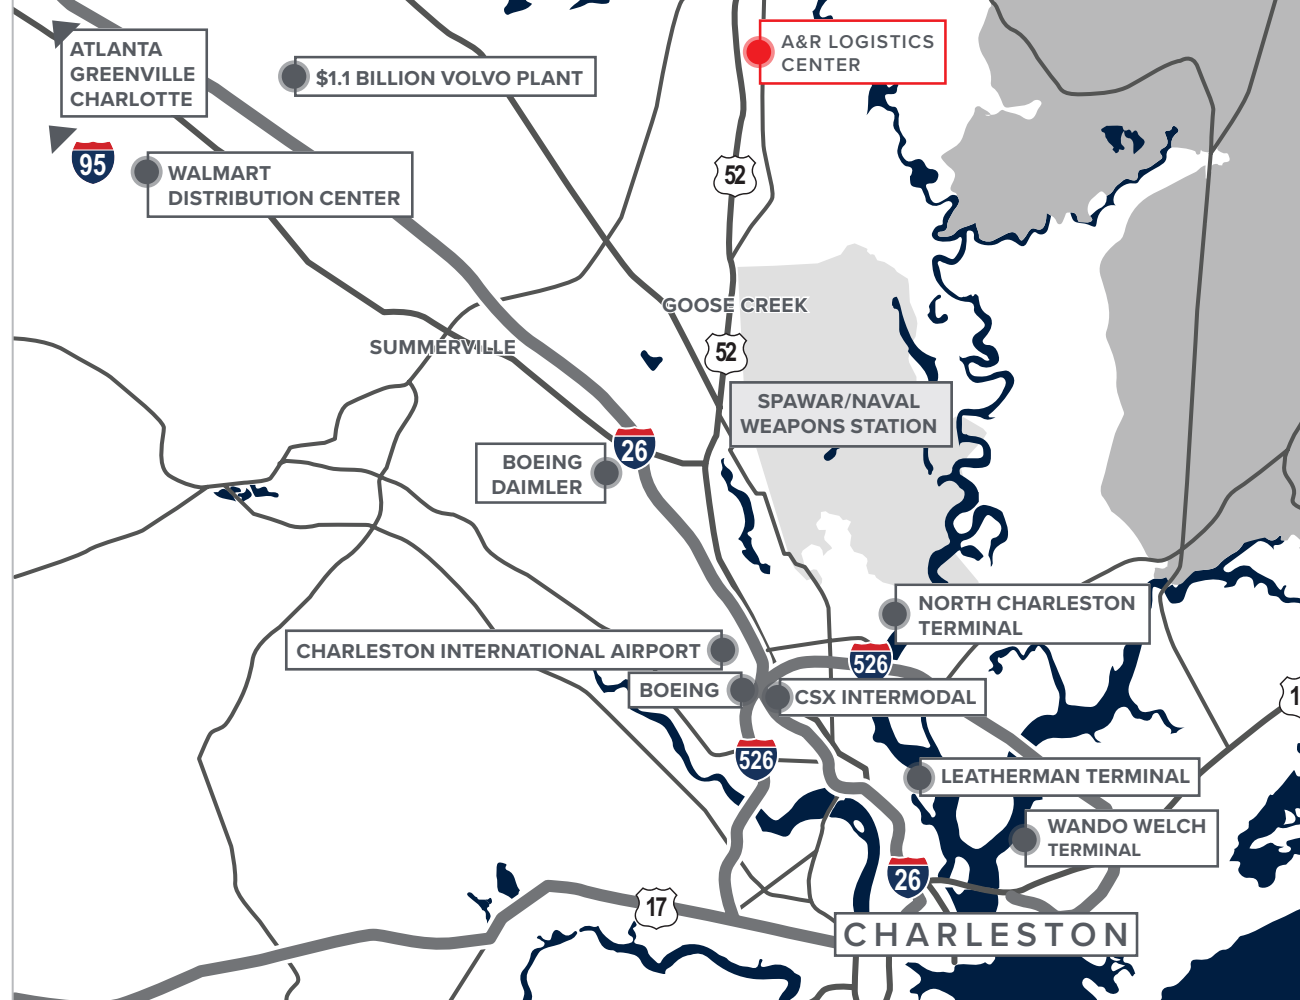 A&R LOGISTICS
CENTER
ATLANTA
GREENVILLE
CHARLOTTE
$1.1 BILLION VOLVO PLANT
95
WALMART
DISTRIBUTION CENTER
52
GOOSE CREEK
SUMMERVILLE
52
SPAWAR/NAVAL
WEAPONS STATION
26
BOEING
DAIMLER
NORTH CHARLESTON
TERMINAL
CHARLESTON INTERNATIONAL AIRPORT
526
BOEING
CSX INTERMODAL
1
526
LEATHERMAN TERMINAL
WANDO WELCH
TERMINAL
26
17
CHARLESTON